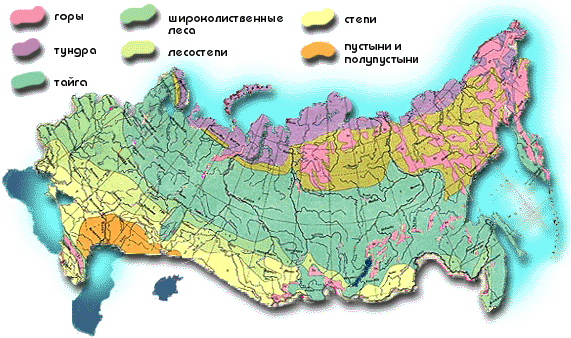 горы
тундра
тайга
широколиственные
леса
лесостепи
степи
пустыни и
полупустыни